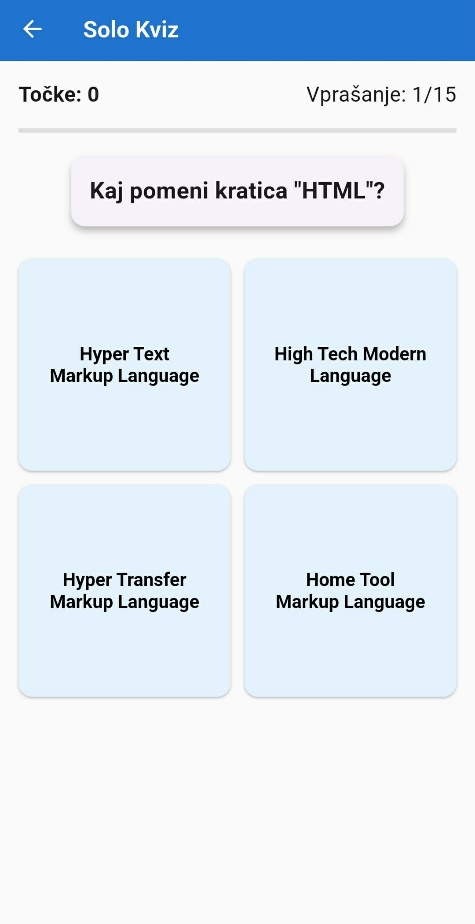 Solo Kviz
Točke: 0
Vprašanje: 1/15
Kaj pomeni kratica "HTML"?
Hyper Text
Markup Language
High Tech Modern
Language
Hyper Transfer
Markup Language
Home Tool
Markup Language